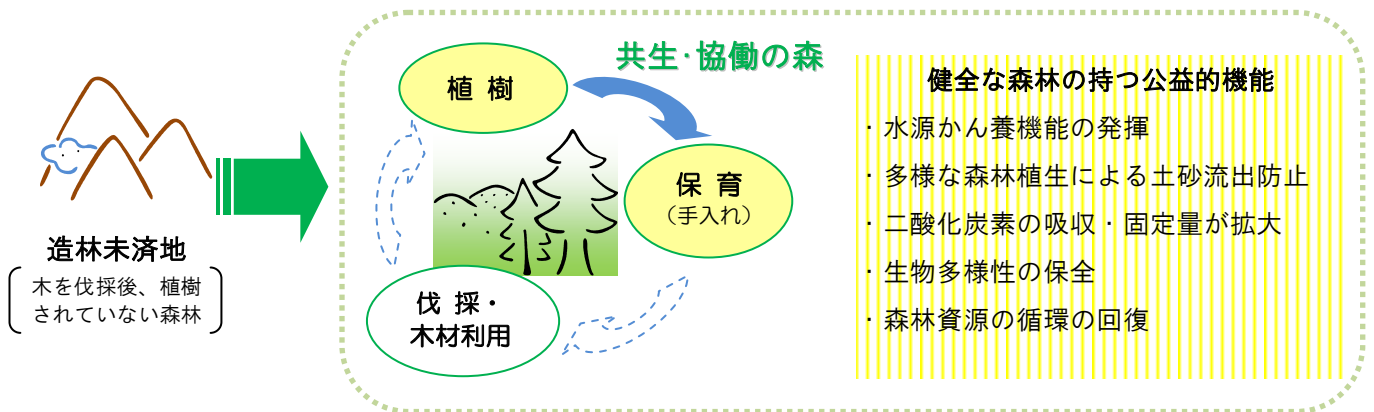 造林未済地
木を伐採後、植樹
されていない森林
共生・協働の森
植 樹
保 育
（手入れ）
伐 採・
木材利用
健全な森林の持つ公益的機能
・水源かん養機能の発揮
・多様な森林植生による土砂流出防止
・二酸化炭素の吸収・固定量が拡大
・生物多様性の保全
・森林資源の循環の回復